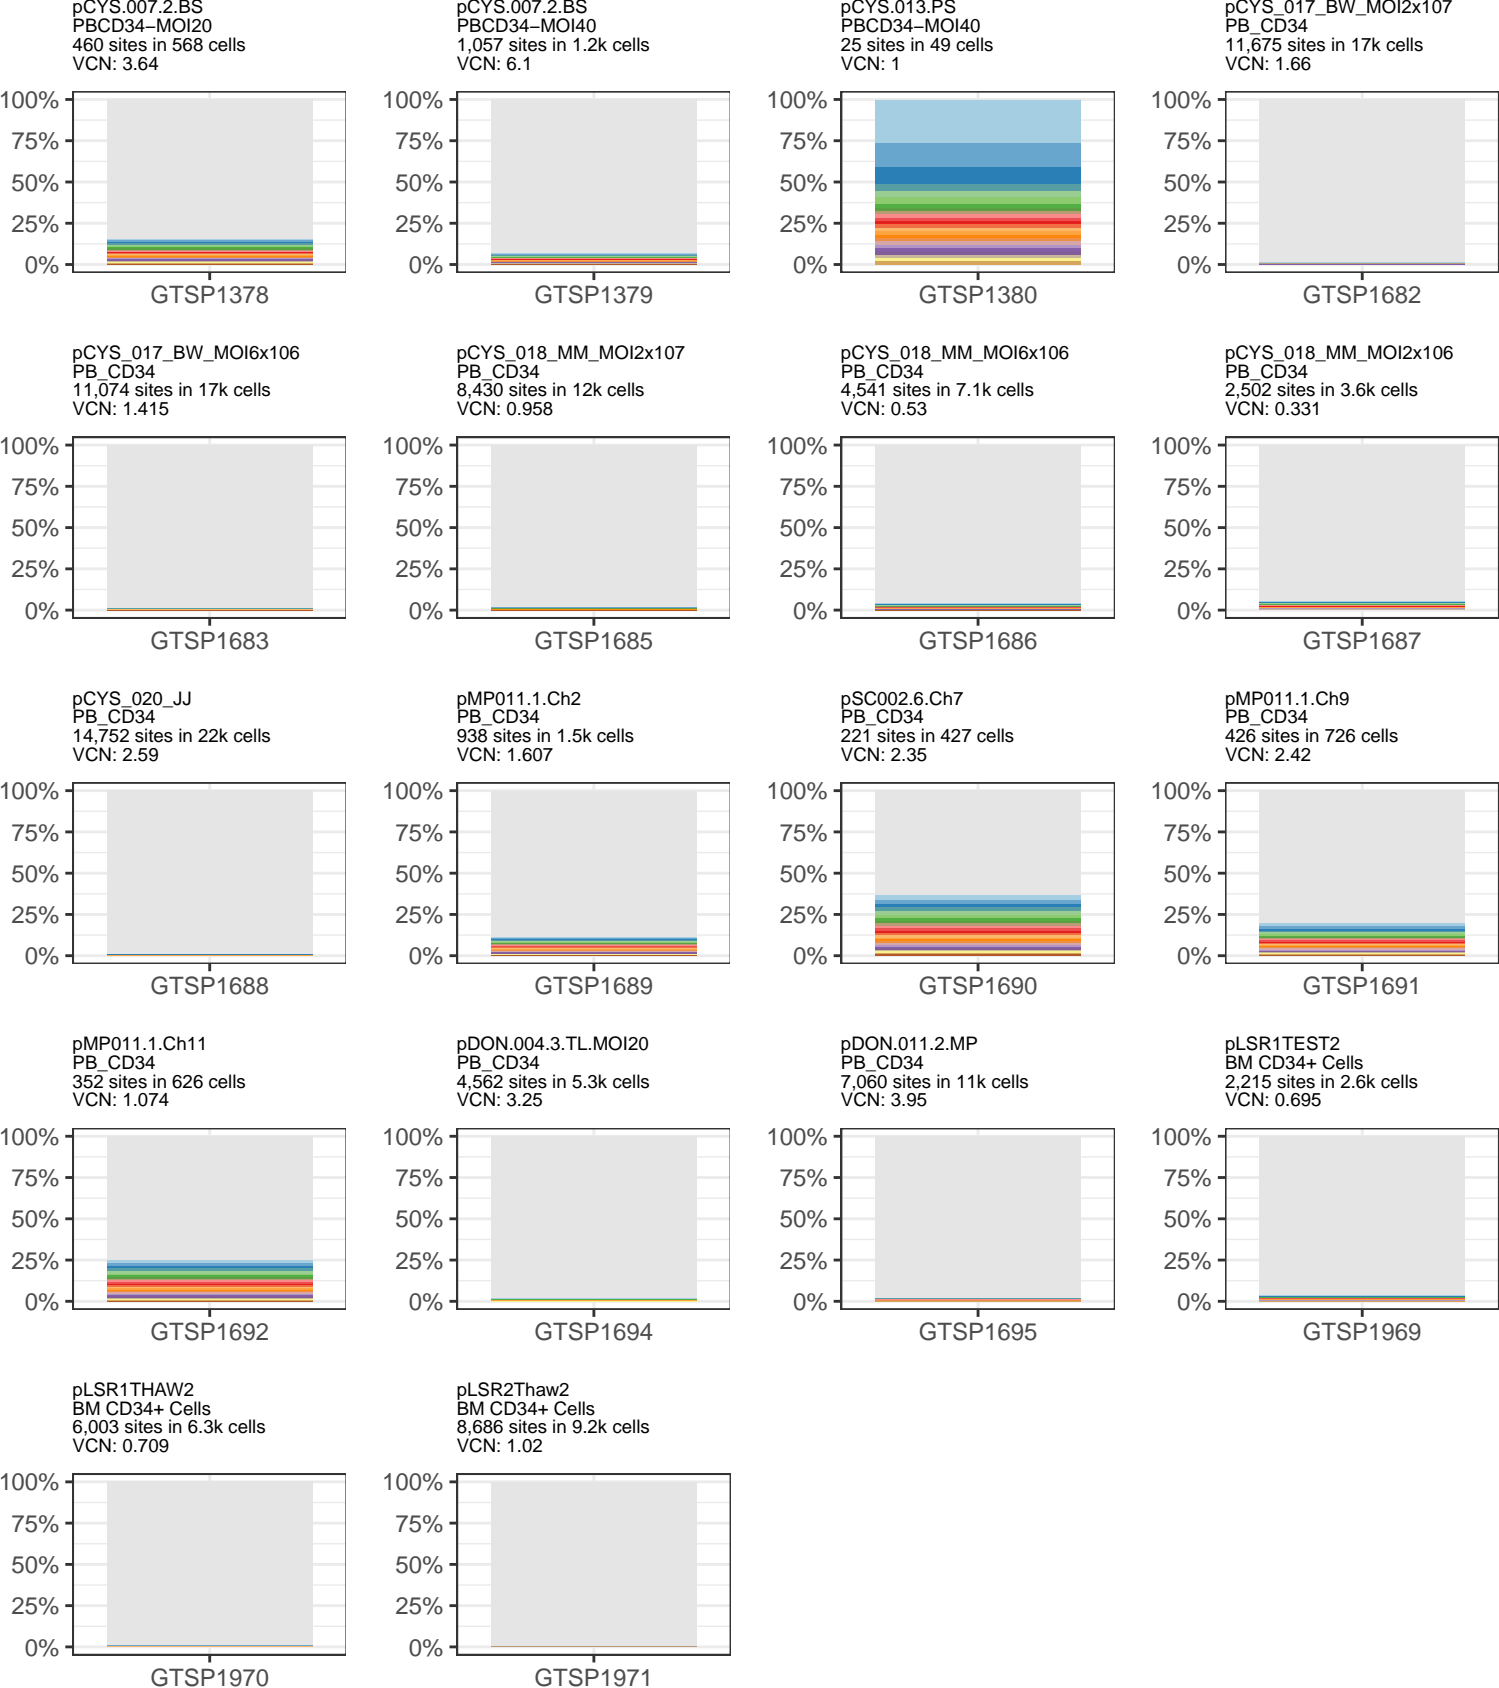 pCYS.007.2.BS
PBCD34−MOI20
460 sites in 568 cells
VCN: 3.64
100%
75%
50%
25%
0%
GTSP1378
pCYS.007.2.BS
PBCD34−MOI40
1,057 sites in 1.2k cells
VCN: 6.1
100%
75%
50%
25%
0%
GTSP1379
pCYS.013.PS
PBCD34−MOI40
25 sites in 49 cells
VCN: 1
100%
75%
50%
25%
0%
GTSP1380
pCYS_017_BW_MOI2x107
PB_CD34
11,675 sites in 17k cells
VCN: 1.66
100%
75%
50%
25%
0%
GTSP1682
pCYS_017_BW_MOI6x106
PB_CD34
11,074 sites in 17k cells
VCN: 1.415
100%
75%
50%
25%
0%
GTSP1683
pCYS_018_MM_MOI2x107
PB_CD34
8,430 sites in 12k cells
VCN: 0.958
100%
75%
50%
25%
0%
GTSP1685
pCYS_018_MM_MOI6x106
PB_CD34
4,541 sites in 7.1k cells
VCN: 0.53
100%
75%
50%
25%
0%
GTSP1686
pCYS_018_MM_MOI2x106
PB_CD34
2,502 sites in 3.6k cells
VCN: 0.331
100%
75%
50%
25%
0%
GTSP1687
pCYS_020_JJ
PB_CD34
14,752 sites in 22k cells
VCN: 2.59
100%
75%
50%
25%
0%
GTSP1688
pMP011.1.Ch2
PB_CD34
938 sites in 1.5k cells
VCN: 1.607
100%
75%
50%
25%
0%
GTSP1689
pSC002.6.Ch7
PB_CD34
221 sites in 427 cells
VCN: 2.35
100%
75%
50%
25%
0%
GTSP1690
pMP011.1.Ch9
PB_CD34
426 sites in 726 cells
VCN: 2.42
100%
75%
50%
25%
0%
GTSP1691
pMP011.1.Ch11
PB_CD34
352 sites in 626 cells
VCN: 1.074
100%
75%
50%
25%
0%
GTSP1692
pDON.004.3.TL.MOI20
PB_CD34
4,562 sites in 5.3k cells
VCN: 3.25
100%
75%
50%
25%
0%
GTSP1694
pDON.011.2.MP
PB_CD34
7,060 sites in 11k cells
VCN: 3.95
100%
75%
50%
25%
0%
GTSP1695
pLSR1TEST2
BM CD34+ Cells
2,215 sites in 2.6k cells
VCN: 0.695
100%
75%
50%
25%
0%
GTSP1969
pLSR1THAW2
BM CD34+ Cells
6,003 sites in 6.3k cells
VCN: 0.709
100%
75%
50%
25%
0%
GTSP1970
pLSR2Thaw2
BM CD34+ Cells
8,686 sites in 9.2k cells
VCN: 1.02
100%
75%
50%
25%
0%
GTSP1971